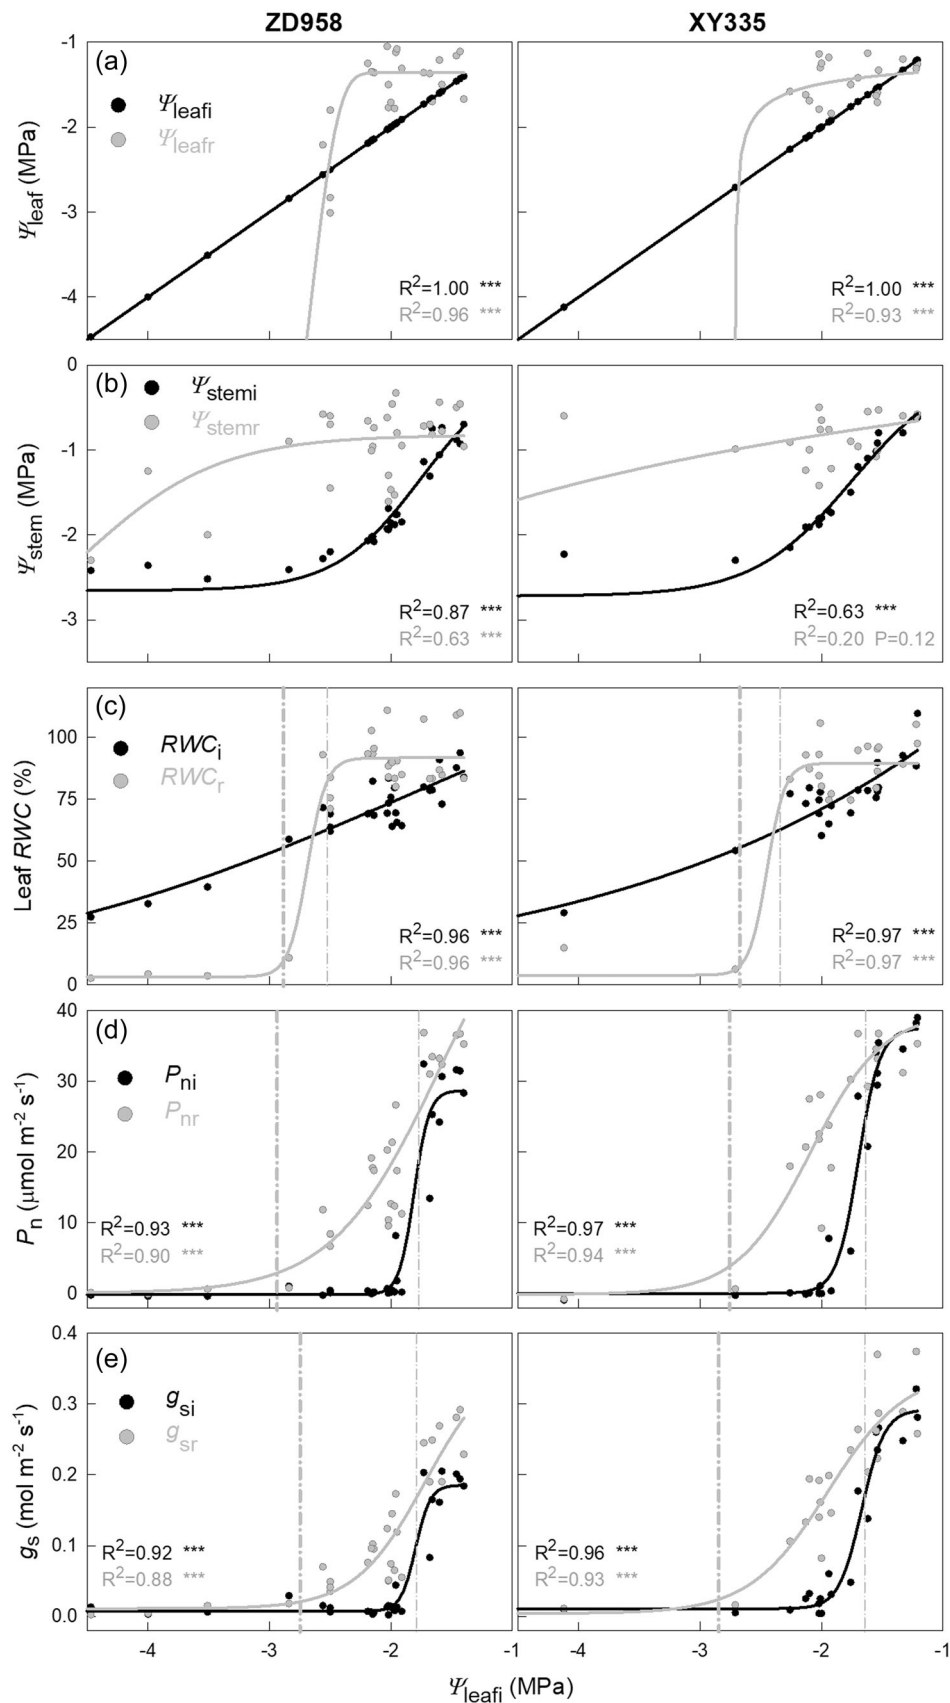 ZD958 XY335
(a)
-1
-2
-3
-4
Ψleaf (MPa)
Ψleafi
Ψleafr
R²=1.00 ***
R²=0.96 ***
R²=1.00 ***
R²=0.93 ***
(b)
0
-1
-2
-3
Ψstem (MPa)
Ψstemi
Ψstemr
R²=0.87 ***
R²=0.63 ***
R²=0.63 ***
R²=0.20 P=0.12
(c)
100
75
50
25
0
Leaf RWC (%)
RWCi
RWCr
R²=0.96 ***
R²=0.96 ***
R²=0.97 ***
R²=0.97 ***
(d)
40
30
20
10
0
Pn (μmol m⁻² s⁻¹)
Pni
Pnr
R²=0.93 ***
R²=0.90 ***
R²=0.97 ***
R²=0.94 ***
(e)
0.4
0.3
0.2
0.1
0.0
gs (mol m⁻² s⁻¹)
gsi
gsr
R²=0.92 ***
R²=0.88 ***
R²=0.96 ***
R²=0.93 ***
-4 -3 -2 -1 -3 -2 -1
Ψleafi (MPa)